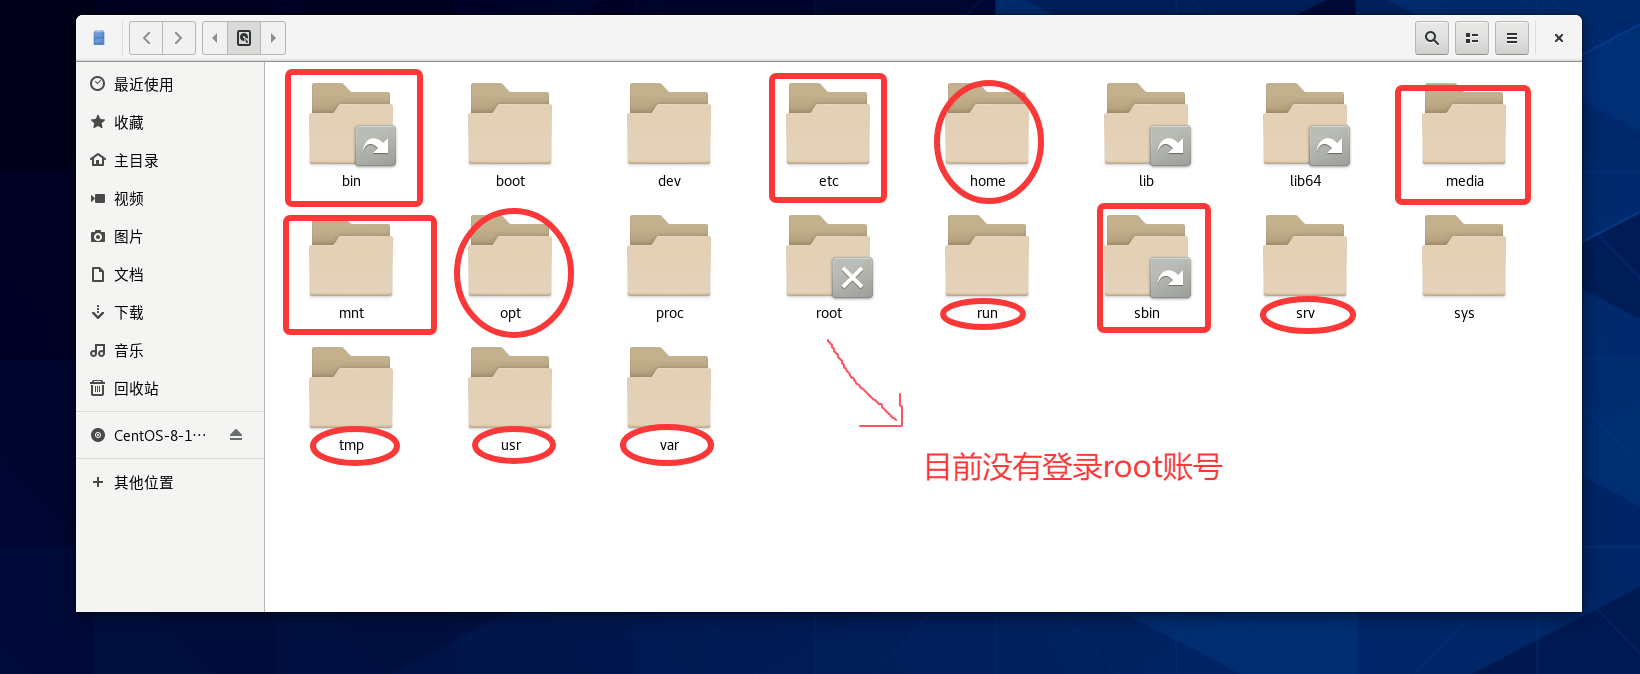 最近使用
收藏
主目录
视频
图片
文档
下载
音乐
回收站
CentOS-8-1···
其他位置
bin boot dev etc home lib lib64 media
mnt opt proc root run sbin srv sys
tmp usr var
目前没有登录root账号